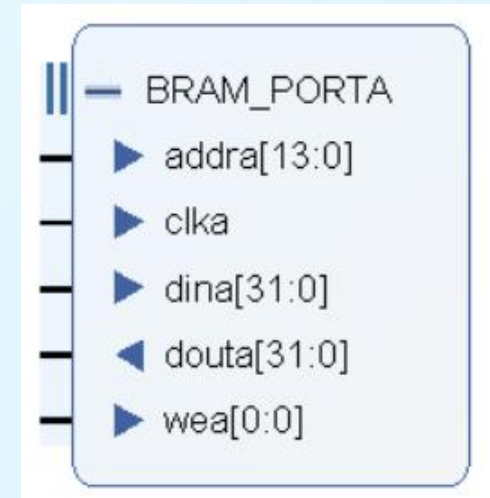 BRAM_PORTA
addra[13:0]
clka
dina[31:0]
douta[31:0]
wea[0:0]